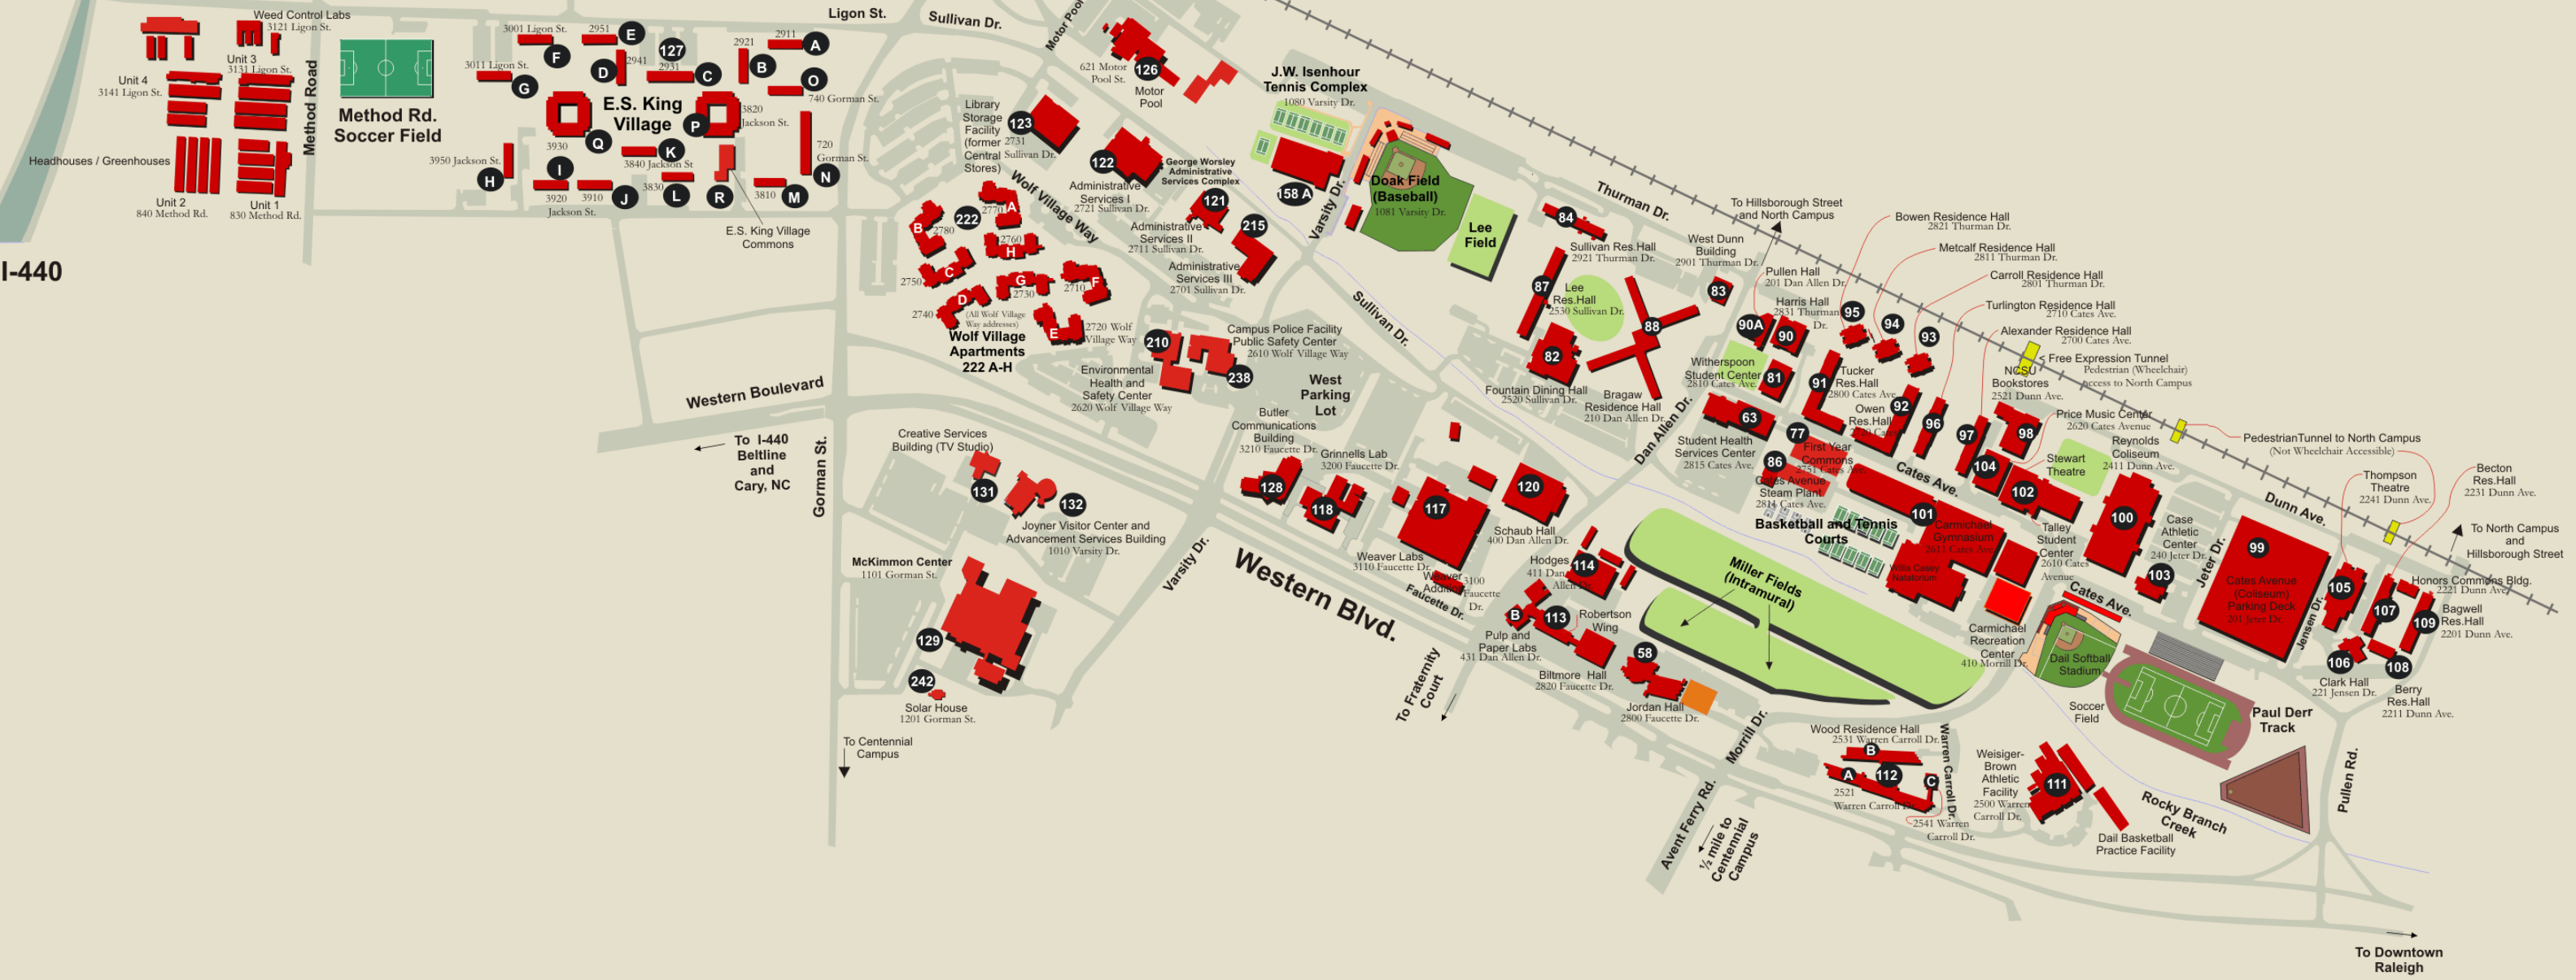 Weed Control Labs
3121 Ligon St.
Unit 3
3131 Ligon St.
Unit 4
3141 Ligon St.
Headhouses / Greenhouses
Unit 2
840 Method Rd.
Unit 1
830 Method Rd.
I-440
Method Road
Method Rd.
Soccer Field
3001 Ligon St.
F
2951
E
127
2941
D
2931
C
2921
B
2911
A
O
740 Gorman St.
3011 Ligon St.
G
E.S. King
Village
3820
Jackson St.
P
3930
Q
K
3840 Jackson St
720
Gorman St.
N
3950 Jackson St.
H
I
3920
Jackson St.
3910
J
3830
L
R
3810
M
E.S. King Village
Commons
Ligon St.
Sullivan Dr.
Motor Pool
621 Motor
Pool St.
126
Motor
Pool
Library
Storage
Facility
(former
Central
Stores)
123
2731
Sullivan Dr.
122
Administrative
Services I
2721 Sullivan Dr.
George Worsley
Administrative
Services Complex
121
Administrative
Services II
2711 Sullivan Dr.
215
Administrative
Services III
2701 Sullivan Dr.
Wolf Village Way
222
2770
A
B
2780
2760
H
2750
C
G
2730
2710
F
2740
D
(All Wolf Village
Way addresses)
E
2720 Wolf
Village Way
Wolf Village
Apartments
222 A-H
J.W. Isenhour
Tennis Complex
1080 Varsity Dr.
158 A
Varsity Dr.
Doak Field
(Baseball)
1081 Varsity Dr.
Lee
Field
Thurman Dr.
84
Sullivan Res.Hall
2921 Thurman Dr.
87
Lee
Res.Hall
2530 Sullivan Dr.
88
82
Fountain Dining Hall
2520 Sullivan Dr.
Bragaw
Residence Hall
210 Dan Allen Dr.
Sullivan Dr.
210
Environmental
Health and
Safety Center
2620 Wolf Village Way
Campus Police Facility
Public Safety Center
2610 Wolf Village Way
238
West
Parking
Lot
Western Boulevard
To I-440
Beltline
and
Cary, NC
Gorman St.
Creative Services
Building (TV Studio)
131
132
Joyner Visitor Center and
Advancement Services Building
1010 Varsity Dr.
McKimmon Center
1101 Gorman St.
129
242
Solar House
1201 Gorman St.
To Centennial
Campus
Varsity Dr.
Western Blvd.
Butler
Communications
Building
3210 Faucette Dr.
128
Grinnells Lab
3200 Faucette Dr.
118
117
Weaver Labs
3110 Faucette Dr.
Weaver
Addition
3100
Faucette
Dr.
Faucette Dr.
120
Schaub Hall
400 Dan Allen Dr.
Hodges
411 Dan
Allen Dr.
114
B
113
Robertson
Wing
Pulp and
Paper Labs
431 Dan Allen Dr.
Biltmore Hall
2820 Faucette Dr.
58
Jordan Hall
2800 Faucette Dr.
To Fraternity
Court
Miller Fields
(Intramural)
Dan Allen Dr.
To Hillsborough Street
and North Campus
West Dunn
Building
2901 Thurman Dr.
83
Pullen Hall
201 Dan Allen Dr.
90A
Harris Hall
2831 Thurman
Dr.
90
95
94
93
Bowen Residence Hall
2821 Thurman Dr.
Metcalf Residence Hall
2811 Thurman Dr.
Carroll Residence Hall
2801 Thurman Dr.
Turlington Residence Hall
2710 Cates Ave.
Alexander Residence Hall
2700 Cates Ave.
Witherspoon
Student Center
2810 Cates Ave.
81
91
Tucker
Res.Hall
2800 Cates Ave.
Owen
Res.Hall
92
96
97
63
Student Health
Services Center
2815 Cates Ave.
77
First Year
Commons
2751 Cates Ave.
86
Cates Avenue
Steam Plant
2814 Cates Ave.
Free Expression Tunnel
Pedestrian (Wheelchair)
access to North Campus
NCSU
Bookstores
2521 Dunn Ave.
98
Price Music Center
2620 Cates Avenue
104
Stewart
Theatre
102
Talley
Student
Center
2610 Cates
Avenue
Reynolds
Coliseum
2411 Dunn Ave.
100
Cates Ave.
Basketball and Tennis
Courts
101
Carmichael
Gymnasium
2611 Cates Ave.
Willis Casey
Natatorium
Carmichael
Recreation
Center
410 Morrill Dr.
Case
Athletic
Center
240 Jeter Dr.
103
Cates Ave.
Jeter Dr.
99
Cates Avenue
(Coliseum)
Parking Deck
201 Jeter Dr.
PedestrianTunnel to North Campus
(Not Wheelchair Accessible)
Dunn Ave.
Thompson
Theatre
2241 Dunn Ave.
105
Becton
Res.Hall
2231 Dunn Ave.
To North Campus
and
Hillsborough Street
Honors Commons Bldg.
2221 Dunn Ave.
107
109
Bagwell
Res.Hall
2201 Dunn Ave.
Jensen Dr.
106
Clark Hall
221 Jensen Dr.
108
Berry
Res.Hall
2211 Dunn Ave.
Dail Softball
Stadium
Soccer
Field
Paul Derr
Track
Pullen Rd.
Rocky Branch
Creek
Morrill Dr.
Avent Ferry Rd.
½ mile to
Centennial
Campus
Wood Residence Hall
2531 Warren Carroll Dr.
B
A
112
C
2521
Warren Carroll Dr.
2541 Warren
Carroll Dr.
Warren Carroll Dr.
Weisiger-
Brown
Athletic
Facility
2500 Warren
Carroll Dr.
111
Dail Basketball
Practice Facility
To Downtown
Raleigh